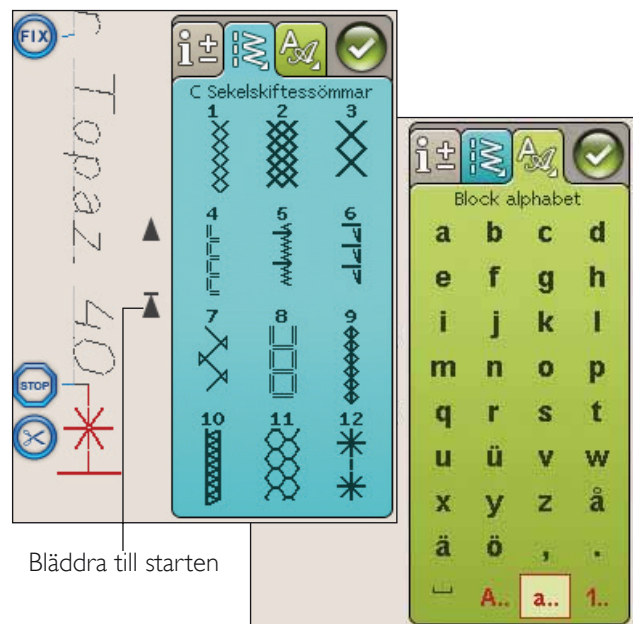 FIX
Topaz 40
STOP
i ±
A A
C Sekelskiftessömmar
1 2 3
4 5 6
7 8 9
10 11 12
Bläddra till starten
i ±
A A
Block alphabet
a b c d
e f g h
i j k l
m n o p
q r s t
u ü v w
x y z å
ä ö , .
⎵ A.. a.. 1..